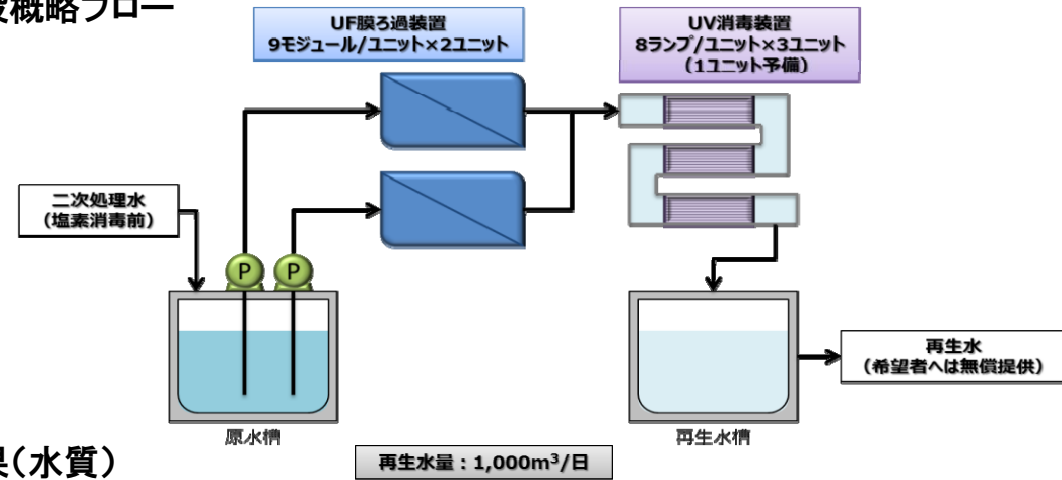 概略フロー
UF膜ろ過装置
9モジュール/ユニット×2ユニット
UV消毒装置
8ランプ/ユニット×3ユニット
(1ユニット予備)
二次処理水
(塩素消毒前)
P
P
原水槽
再生水槽
再生水
(希望者へは無償提供)
再生水量：1,000m³/日
(水質)